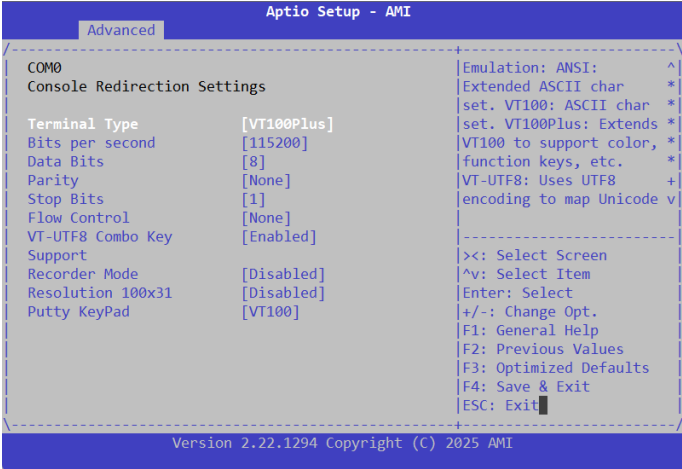 Aptio Setup - AMI
Advanced
COM0
Console Redirection Settings
Terminal Type [VT100Plus]
Bits per second [115200]
Data Bits [8]
Parity [None]
Stop Bits [1]
Flow Control [None]
VT-UTF8 Combo Key [Enabled]
Support
Recorder Mode [Disabled]
Resolution 100x31 [Disabled]
Putty KeyPad [VT100]
Emulation: ANSI: ^
Extended ASCII char *
set. VT100: ASCII char *
set. VT100Plus: Extends *
VT100 to support color, *
function keys, etc. *
VT-UTF8: Uses UTF8 +
encoding to map Unicode v
><: Select Screen
^v: Select Item
Enter: Select
+/-: Change Opt.
F1: General Help
F2: Previous Values
F3: Optimized Defaults
F4: Save & Exit
ESC: Exit
Version 2.22.1294 Copyright (C) 2025 AMI